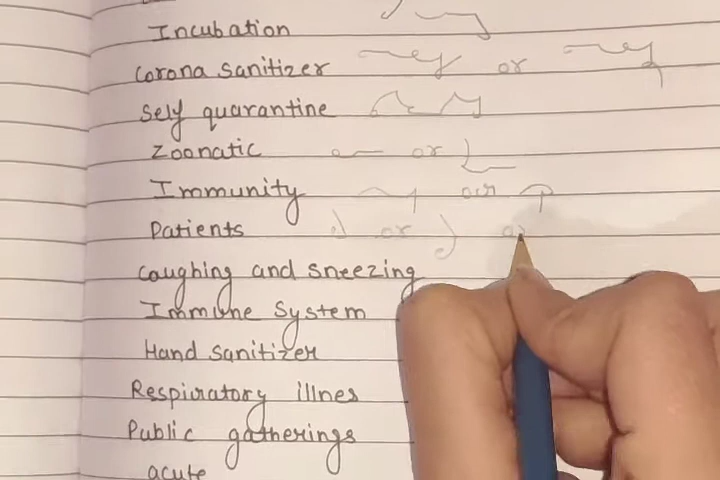 Incubation
Corona sanitizer or
Self quarantine
Zoonatic or
Immunity or
Patients or or
Coughing and sneezing
Immune System
Hand sanitizer
Respiratory illnes
Public gatherings
acute